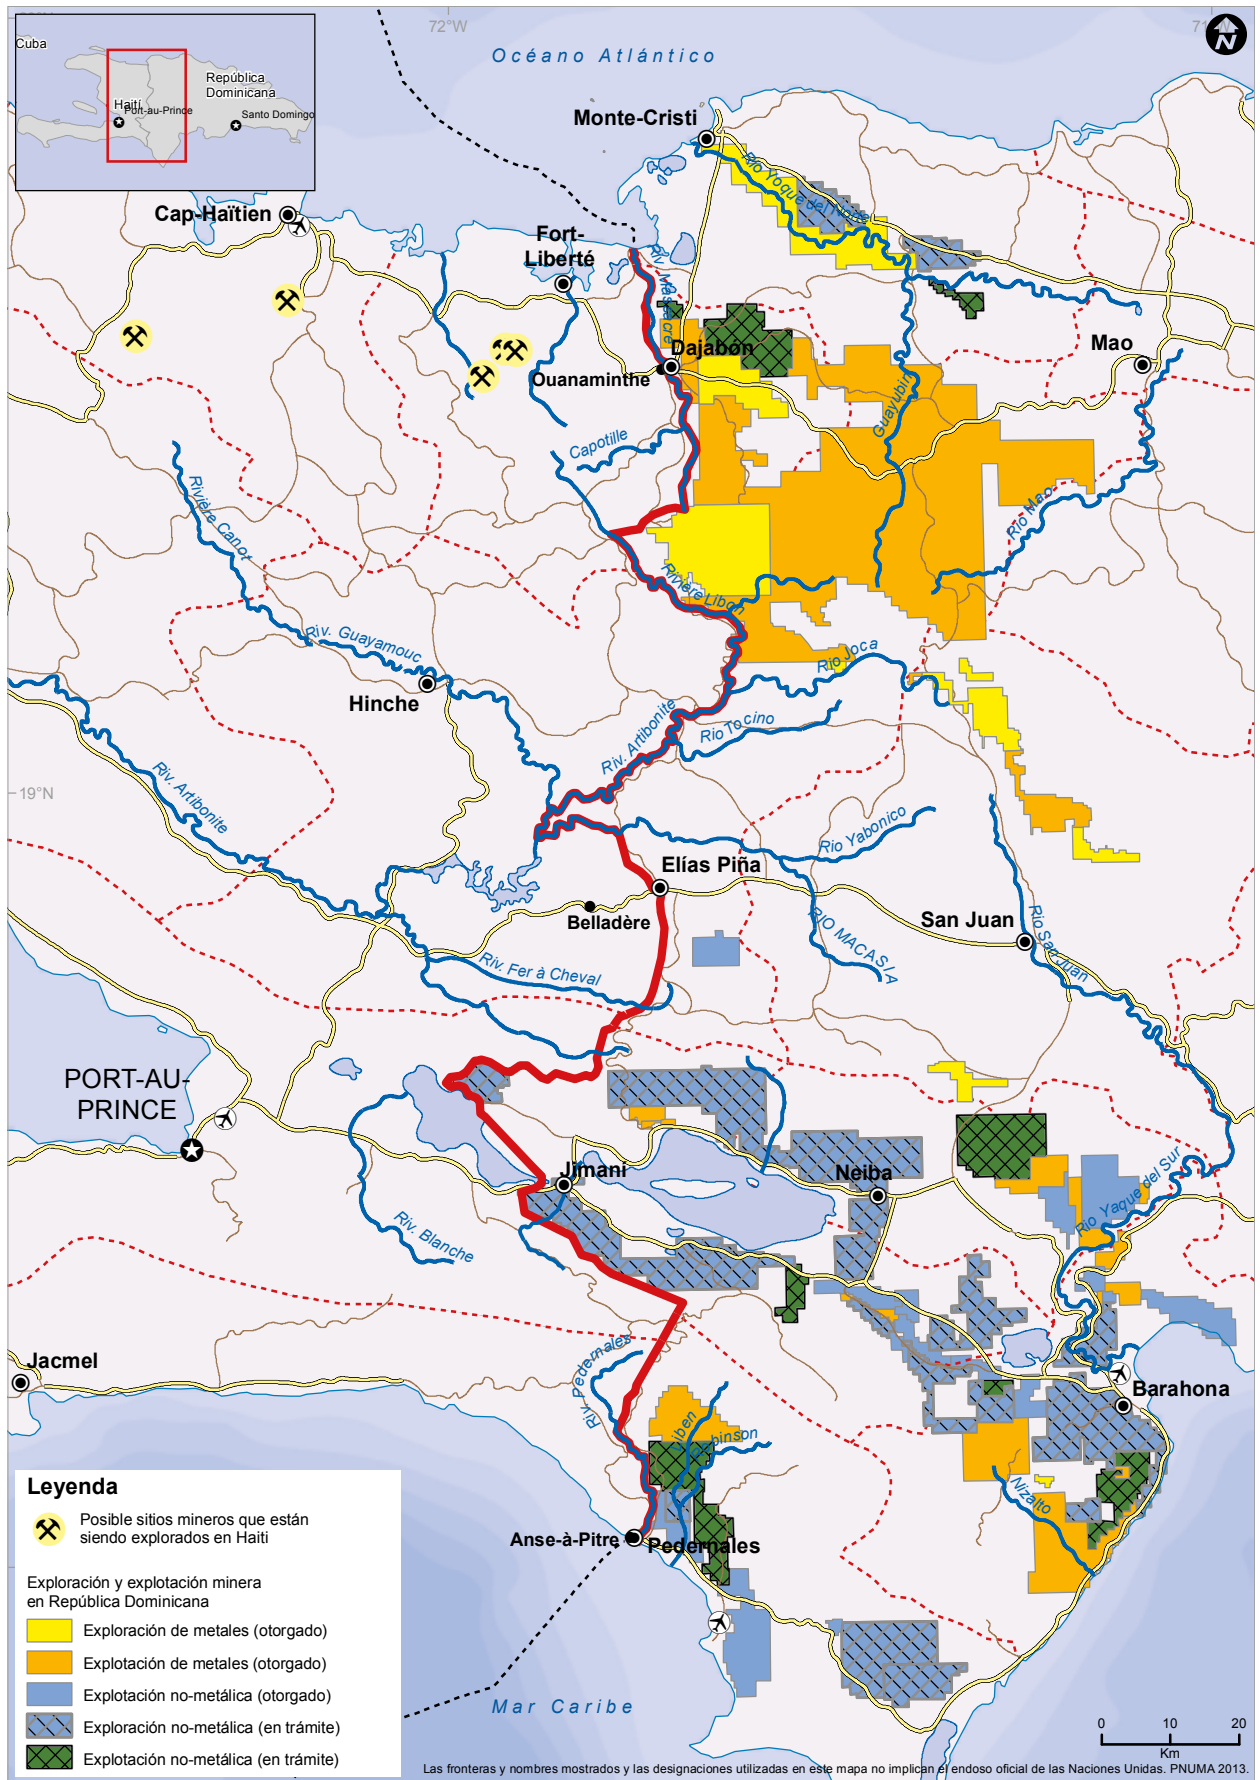 72°W
71°W
N
Cuba
Haití
Port-au-Prince
República
Dominicana
Santo Domingo
Océano Atlántico
Monte-Cristi
Rio Yoque del Norte
Cap-Haïtien
Fort-
Liberté
Riv. Massacre
Dajabón
Mao
Ouanaminthe
Guayubin
Capotille
Rivière Canot
Rio Mao
Rivière Libon
Riv. Guayamouc
Rio Joca
Hinche
Riv. Artibonite
Rio Tocino
19°N
Riv. Artibonite
Rio Yabonico
Elías Piña
Belladère
San Juan
RIO MACASIA
Rio San Juan
Riv. Fer à Cheval
PORT-AU-
PRINCE
Jimani
Neiba
Rio Yaque del Sur
Riv. Blanche
Jacmel
Riv. Pedernales
Barahona
Nizaito
Anse-à-Pitre
Pedernales
Mar Caribe
Leyenda
Posible sitios mineros que están
siendo explorados en Haiti
Exploración y explotación minera
en República Dominicana
Exploración de metales (otorgado)
Explotación de metales (otorgado)
Explotación no-metálica (otorgado)
Exploración no-metálica (en trámite)
Explotación no-metálica (en trámite)
0 10 20
Km
Las fronteras y nombres mostrados y las designaciones utilizadas en este mapa no implican el endoso oficial de las Naciones Unidas. PNUMA 2013.